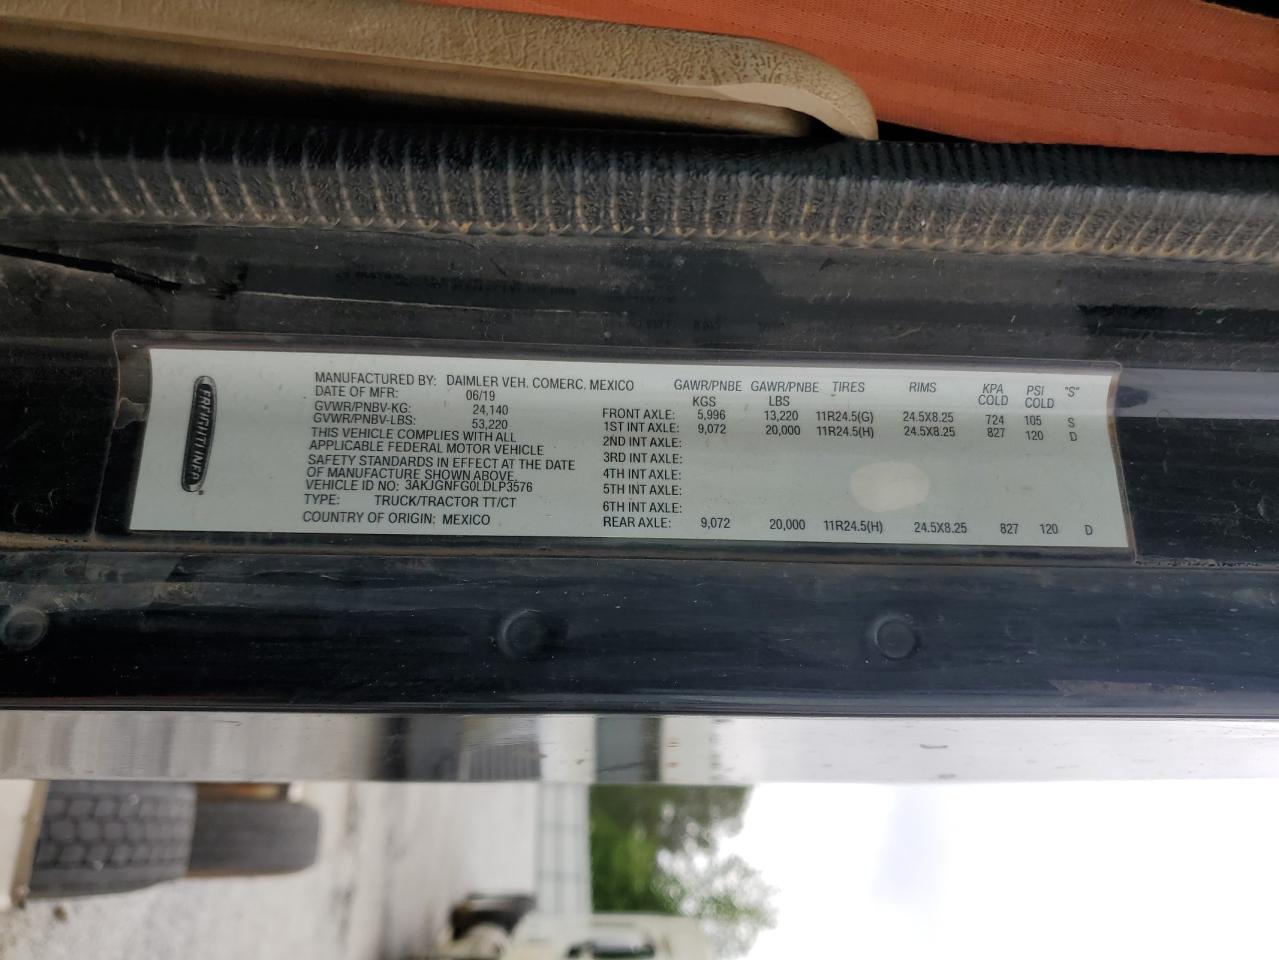 FREIGHTLINER
MANUFACTURED BY: DAIMLER VEH. COMERC. MEXICO
DATE OF MFR: 06/19
GVWR/PNBV-KG: 24,140
GVWR/PNBV-LBS: 53,220
THIS VEHICLE COMPLIES WITH ALL
APPLICABLE FEDERAL MOTOR VEHICLE
SAFETY STANDARDS IN EFFECT AT THE DATE
OF MANUFACTURE SHOWN ABOVE.
VEHICLE ID NO: 3AKJGNFG0LDLP3576
TYPE: TRUCK/TRACTOR TT/CT
COUNTRY OF ORIGIN: MEXICO
GAWR/PNBE GAWR/PNBE TIRES RIMS KPA PSI "S"
KGS LBS COLD COLD
FRONT AXLE: 5,996 13,220 11R24.5(G) 24.5X8.25 724 105 S
1ST INT AXLE: 9,072 20,000 11R24.5(H) 24.5X8.25 827 120 D
2ND INT AXLE:
3RD INT AXLE:
4TH INT AXLE:
5TH INT AXLE:
6TH INT AXLE:
REAR AXLE: 9,072 20,000 11R24.5(H) 24.5X8.25 827 120 D